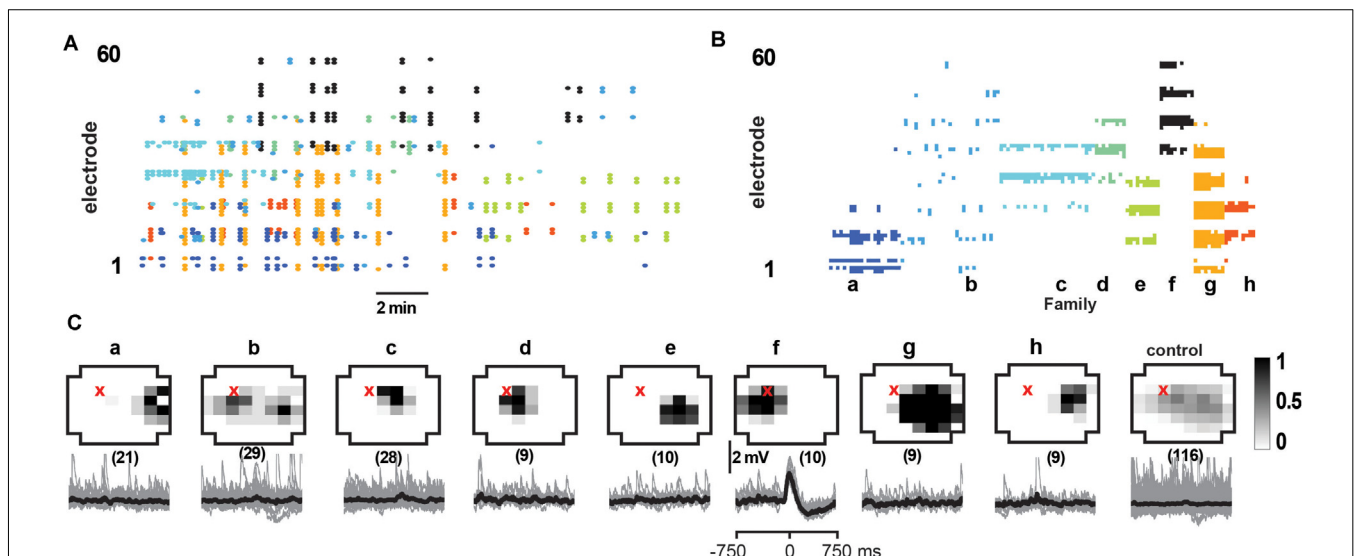 A
60
electrode
1
2 min
B
60
electrode
1
a b c d e f g h
Family
C
a b c d e f g h control
x x x x x x x x x
1
0.5
0
(21) (29) (28) (9) (10) (10) (9) (9) (116)
2 mV
-750 0 750 ms